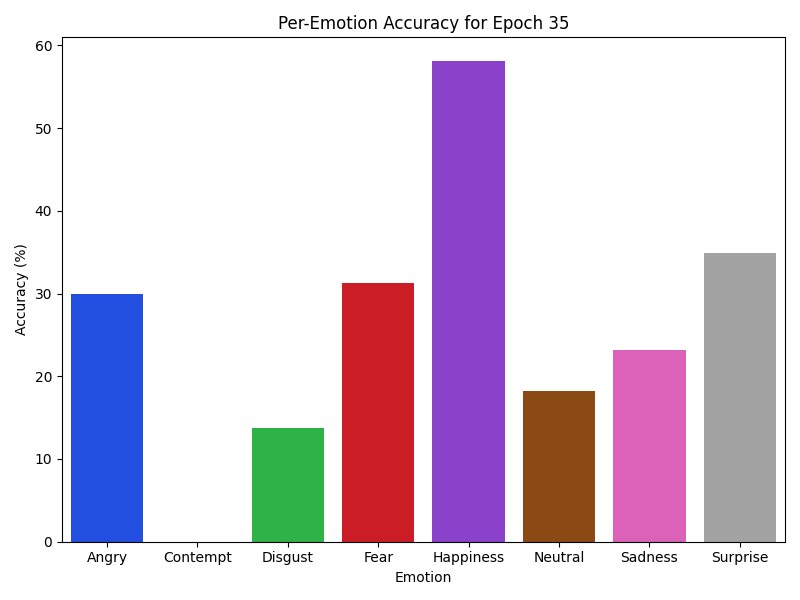 Per-Emotion Accuracy for Epoch 35
Accuracy (%)
60
50
40
30
20
10
0
Angry Contempt Disgust Fear Happiness Neutral Sadness Surprise
Emotion